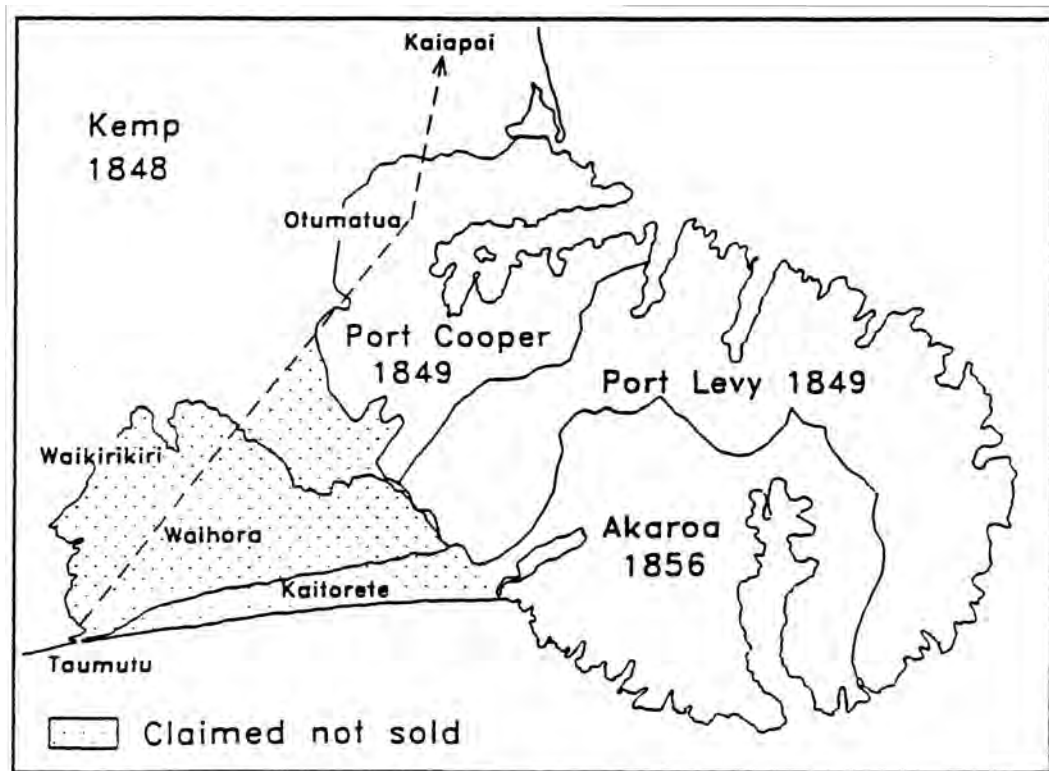 Kaiapoi
Kemp
1848
Otumatua
Port Cooper
1849
Port Levy 1849
Waikirikiri
Waihora
Akaroa
1856
Kaitorete
Taumutu
Claimed not sold